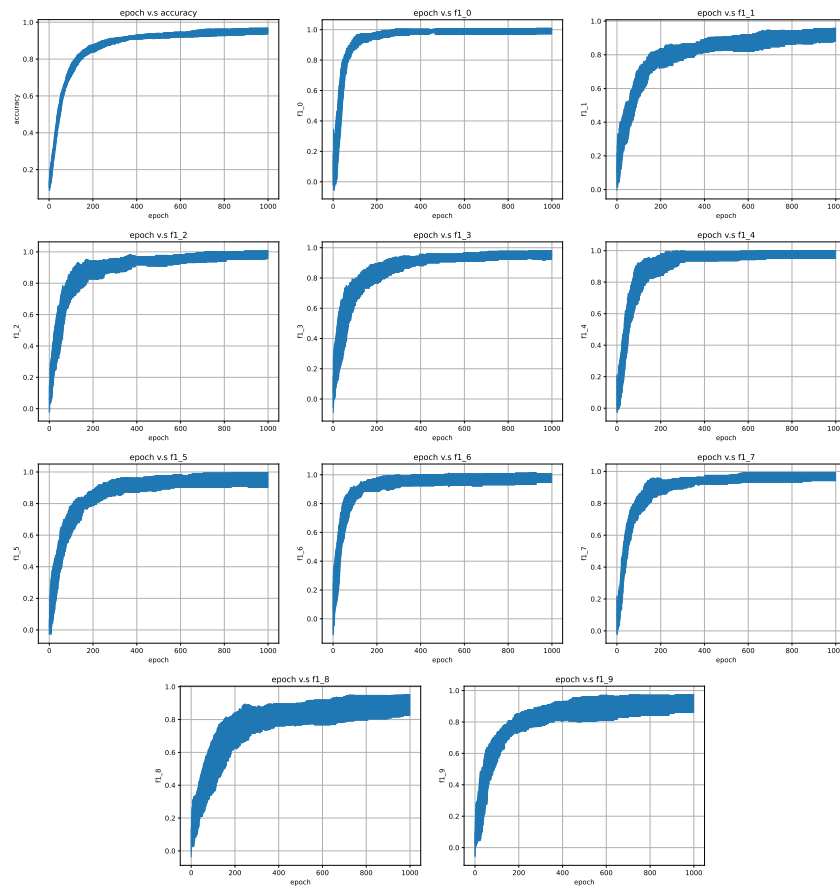 epoch v.s accuracy
1.0
0.8
0.6
0.4
0.2
accuracy
0 200 400 600 800 1000
epoch
epoch v.s f1_0
1.0
0.8
0.6
0.4
0.2
0.0
f1_0
0 200 400 600 800 1000
epoch
epoch v.s f1_1
1.0
0.8
0.6
0.4
0.2
0.0
f1_1
0 200 400 600 800 1000
epoch
epoch v.s f1_2
1.0
0.8
0.6
0.4
0.2
0.0
f1_2
0 200 400 600 800 1000
epoch
epoch v.s f1_3
1.0
0.8
0.6
0.4
0.2
0.0
f1_3
0 200 400 600 800 1000
epoch
epoch v.s f1_4
1.0
0.8
0.6
0.4
0.2
0.0
f1_4
0 200 400 600 800 1000
epoch
epoch v.s f1_5
1.0
0.8
0.6
0.4
0.2
0.0
f1_5
0 200 400 600 800 1000
epoch
epoch v.s f1_6
1.0
0.8
0.6
0.4
0.2
0.0
f1_6
0 200 400 600 800 1000
epoch
epoch v.s f1_7
1.0
0.8
0.6
0.4
0.2
0.0
f1_7
0 200 400 600 800 1000
epoch
epoch v.s f1_8
1.0
0.8
0.6
0.4
0.2
0.0
f1_8
0 200 400 600 800 1000
epoch
epoch v.s f1_9
1.0
0.8
0.6
0.4
0.2
0.0
f1_9
0 200 400 600 800 1000
epoch